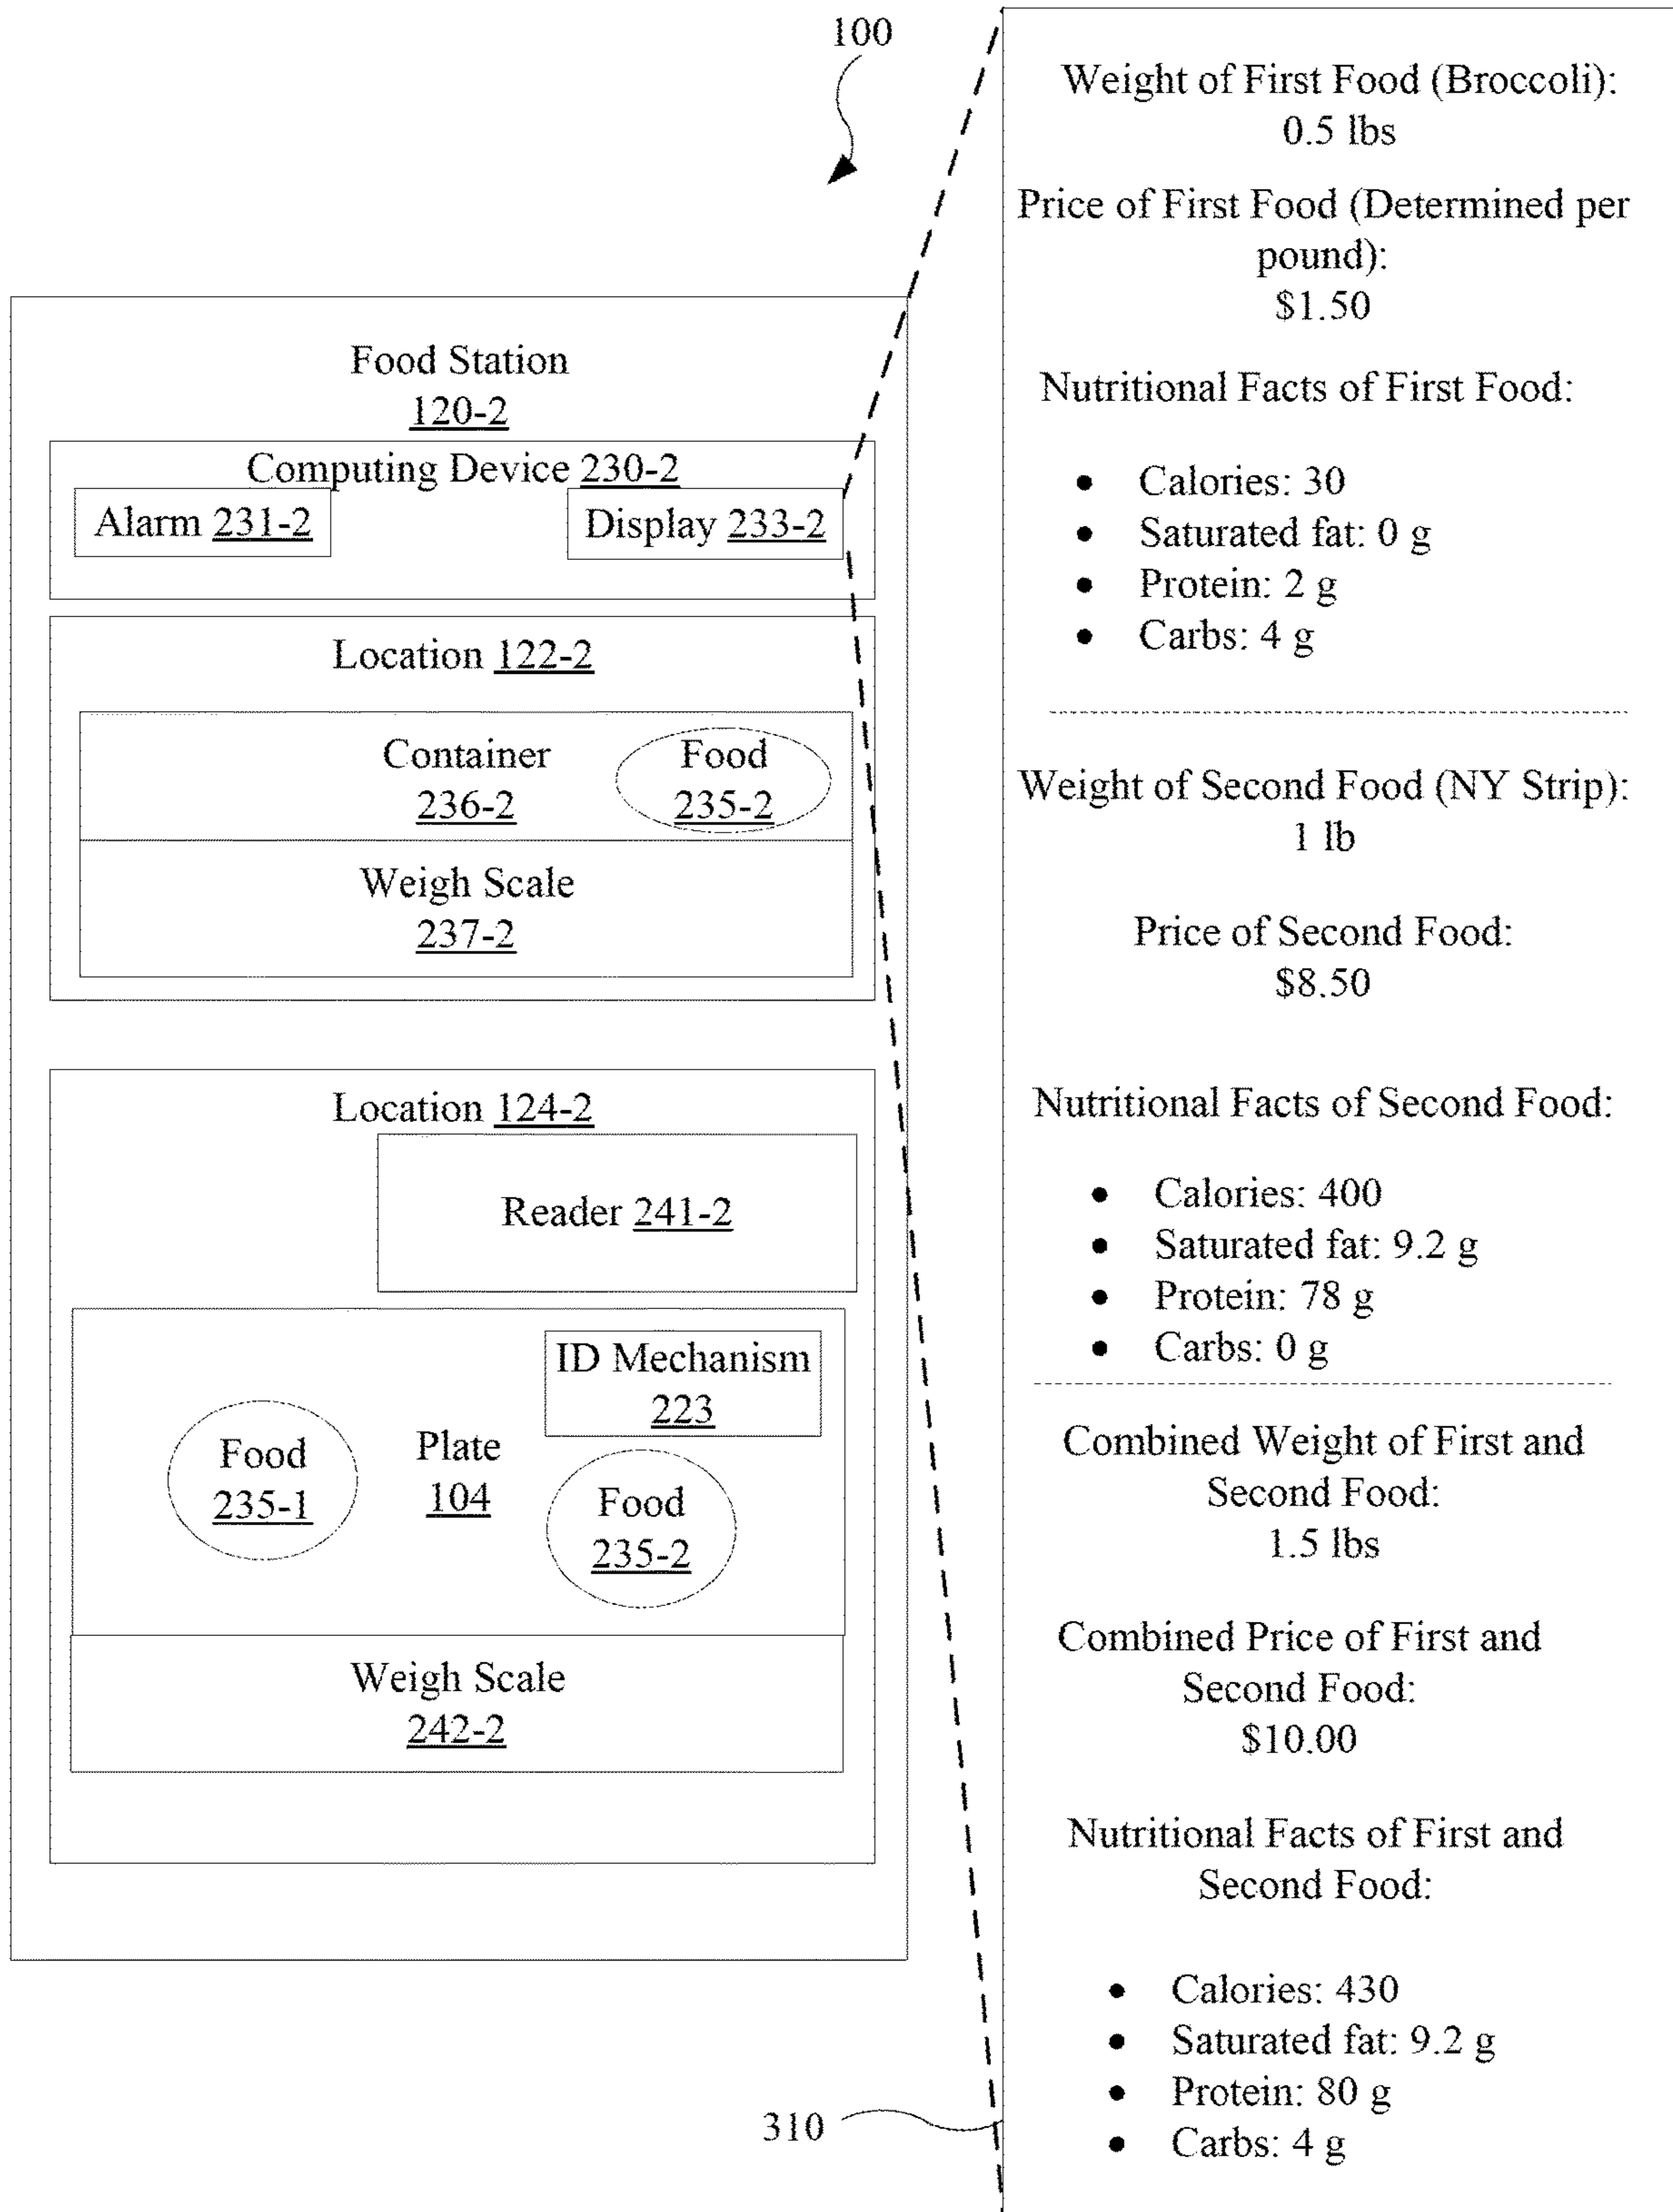 100
Food Station
120-2
Computing Device 230-2
Alarm 231-2
Display 233-2
Location 122-2
Container
236-2
Food
235-2
Weigh Scale
237-2
Location 124-2
Reader 241-2
ID Mechanism
223
Food
235-1
Plate
104
Food
235-2
Weigh Scale
242-2
310
Weight of First Food (Broccoli):
0.5 lbs
Price of First Food (Determined per
pound):
$1.50
Nutritional Facts of First Food:
• Calories: 30
• Saturated fat: 0 g
• Protein: 2 g
• Carbs: 4 g
Weight of Second Food (NY Strip):
1 lb
Price of Second Food:
$8.50
Nutritional Facts of Second Food:
• Calories: 400
• Saturated fat: 9.2 g
• Protein: 78 g
• Carbs: 0 g
Combined Weight of First and
Second Food:
1.5 lbs
Combined Price of First and
Second Food:
$10.00
Nutritional Facts of First and
Second Food:
• Calories: 430
• Saturated fat: 9.2 g
• Protein: 80 g
• Carbs: 4 g